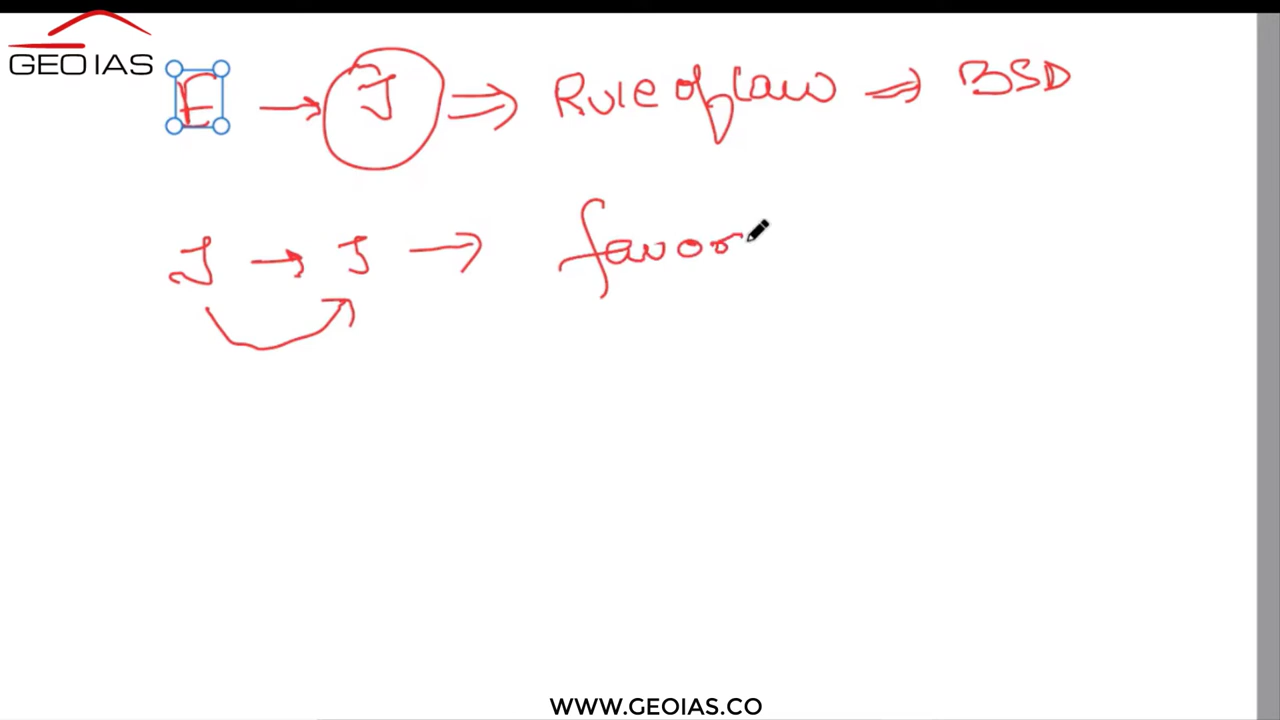 GEO IAS
E → J ⇒ Rule of law ⇒ BSD
J → J → favor
WWW.GEOIAS.CO